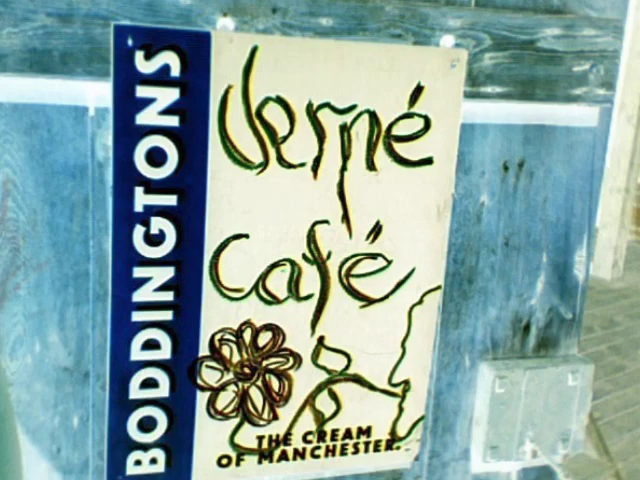 BODDINGTONS
Verné
Café
THE CREAM
OF MANCHESTER.